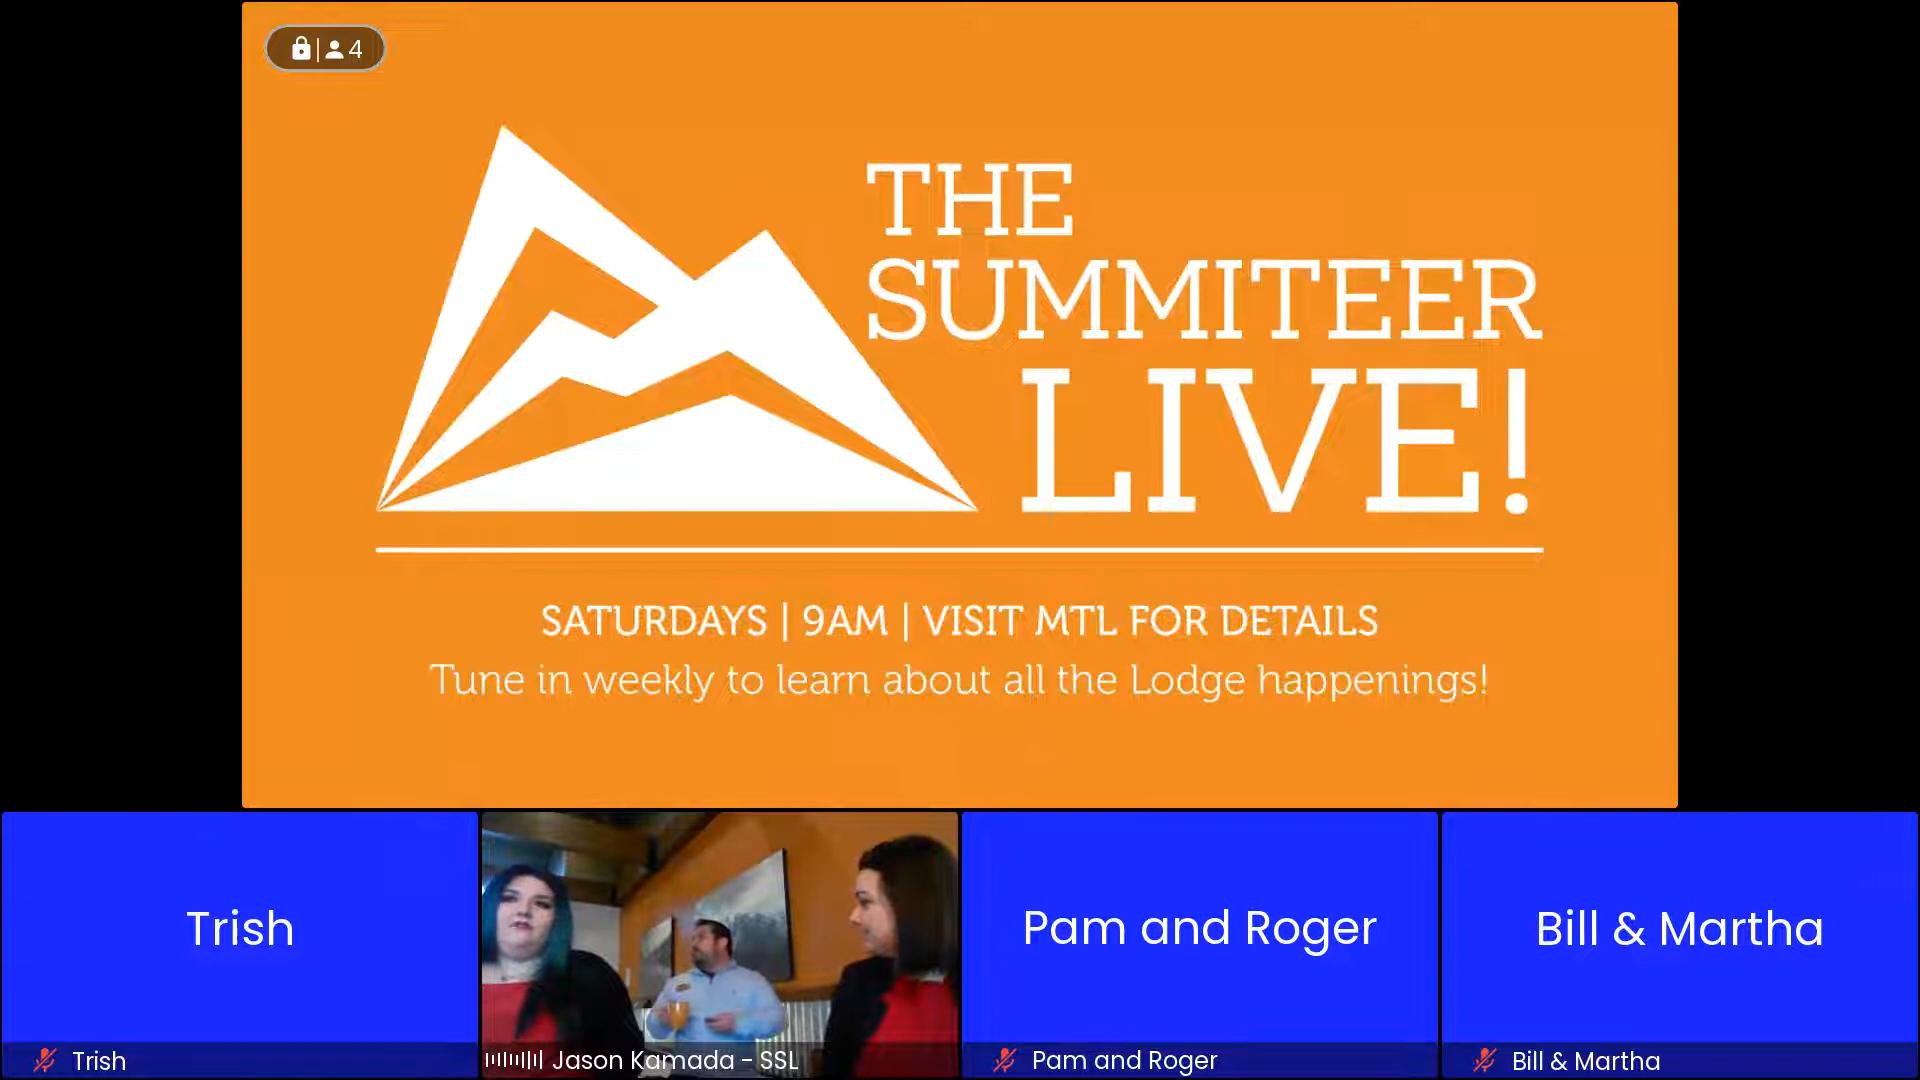 4
THE
SUMMITEER
LIVE!
SATURDAYS | 9AM | VISIT MTL FOR DETAILS
Tune in weekly to learn about all the Lodge happenings!
Trish
Pam and Roger
Bill & Martha
Trish
Jason Kamada - SSL
Pam and Roger
Bill & Martha